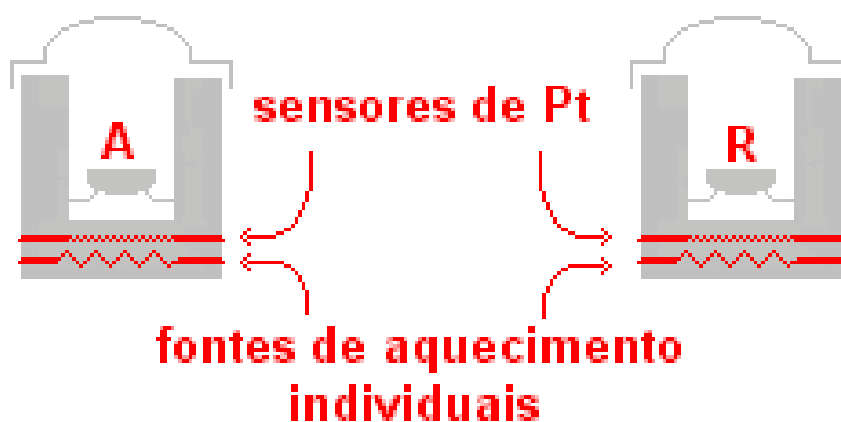 sensores de Pt
A
R
fontes de aquecimento
individuais